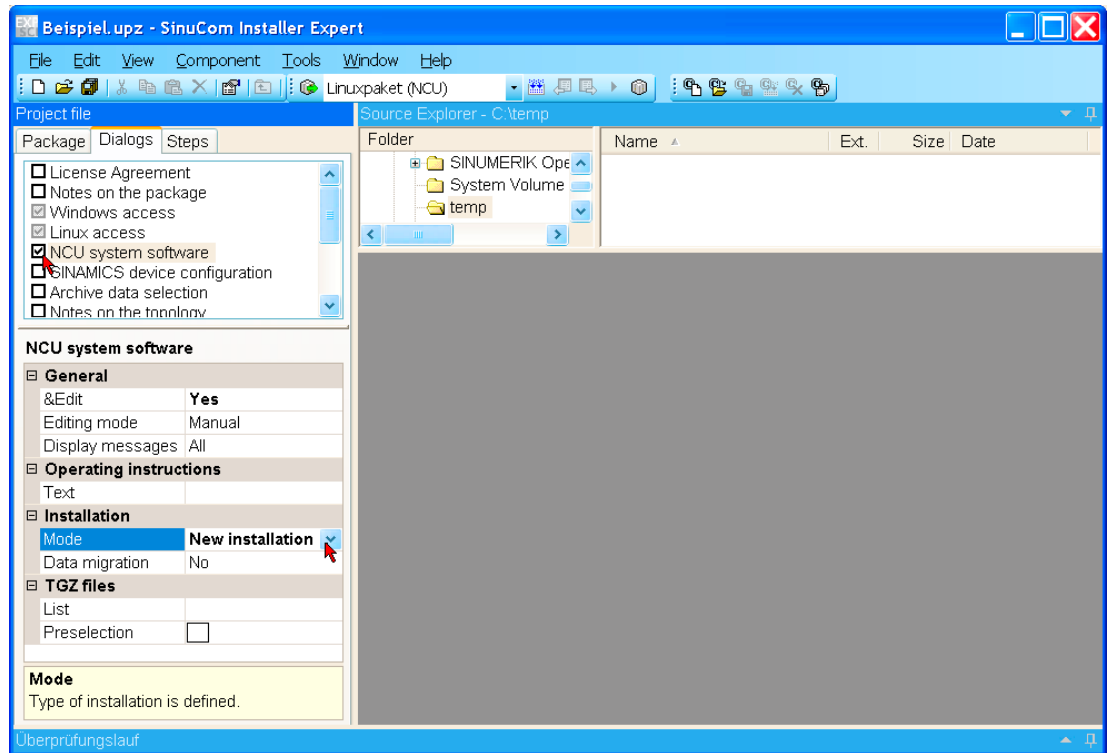 Beispiel.upz - SinuCom Installer Expert
File Edit View Component Tools Window Help
Linuxpaket (NCU)
Project file
Source Explorer - C:\temp
Package Dialogs Steps
Folder
Name Ext. Size Date
License Agreement
Notes on the package
Windows access
Linux access
NCU system software
SINAMICS device configuration
Archive data selection
Notes on the topology
SINUMERIK Ope
System Volume
temp
NCU system software
General
&Edit Yes
Editing mode Manual
Display messages All
Operating instructions
Text
Installation
Mode New installation
Data migration No
TGZ files
List
Preselection
Mode
Type of installation is defined.
Überprüfungslauf